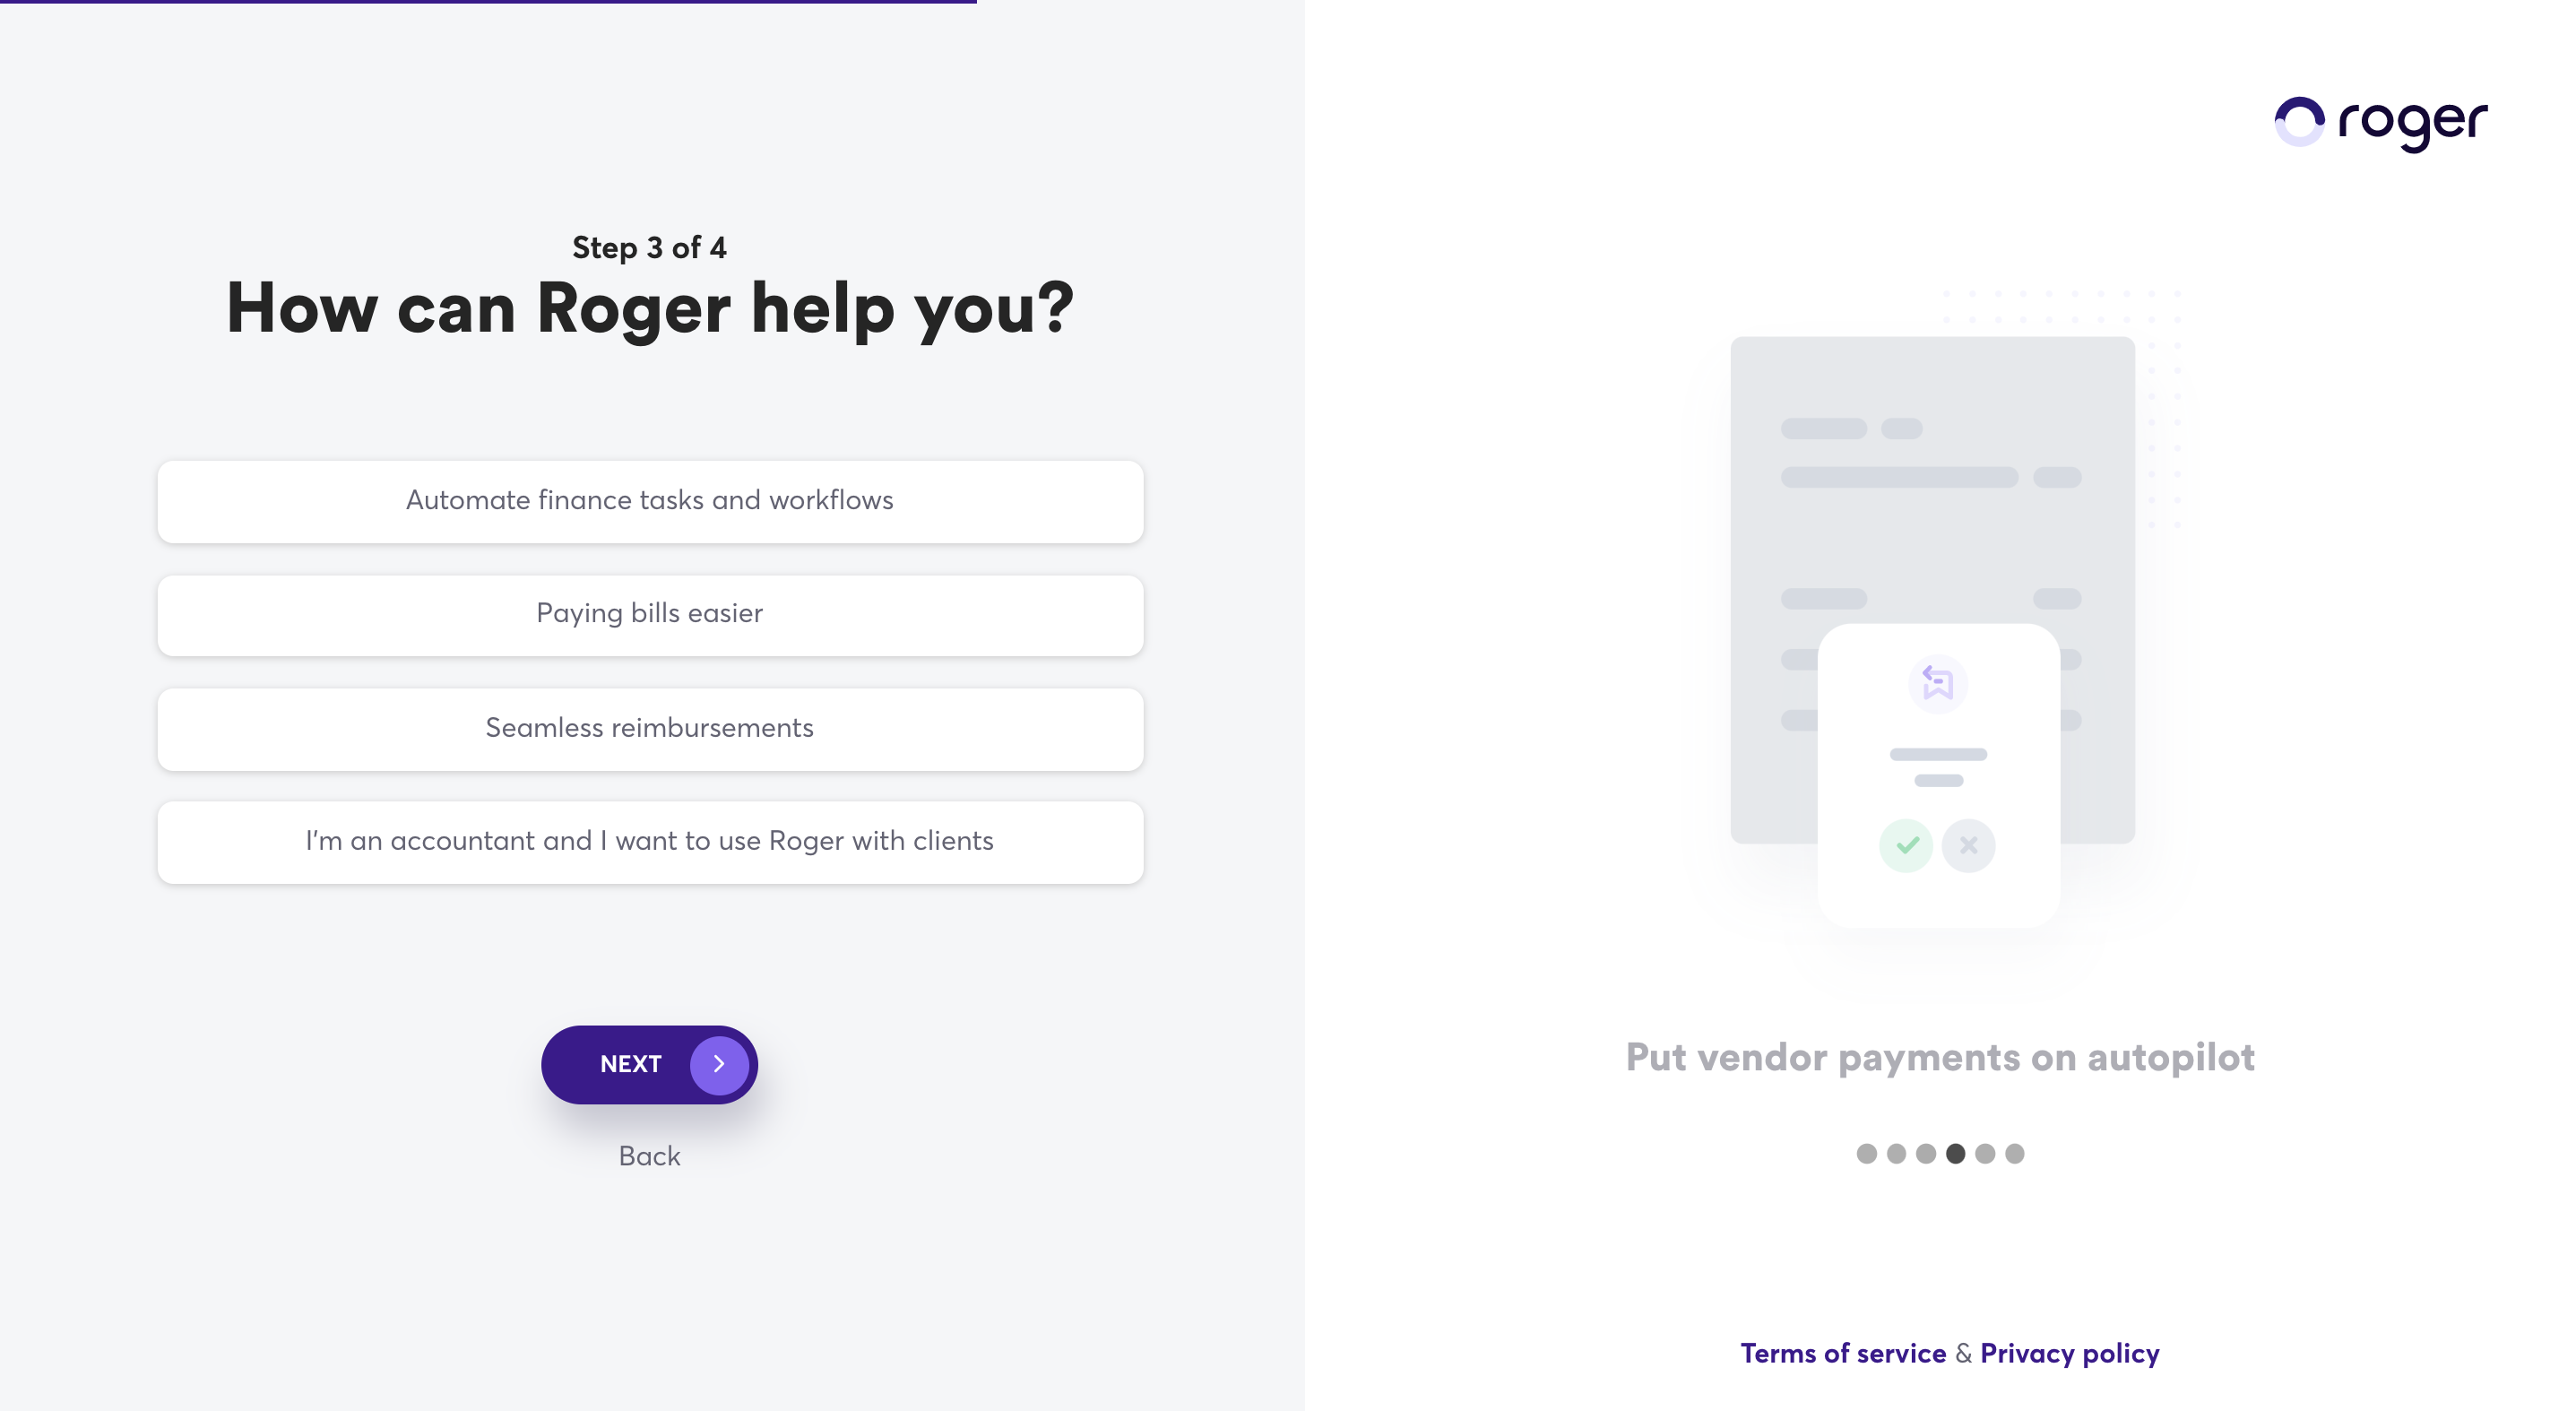 Step 3 of 4
How can Roger help you?
Automate finance tasks and workflows
Paying bills easier
Seamless reimbursements
I'm an accountant and I want to use Roger with clients
NEXT
Back
roger
Put vendor payments on autopilot
Terms of service & Privacy policy